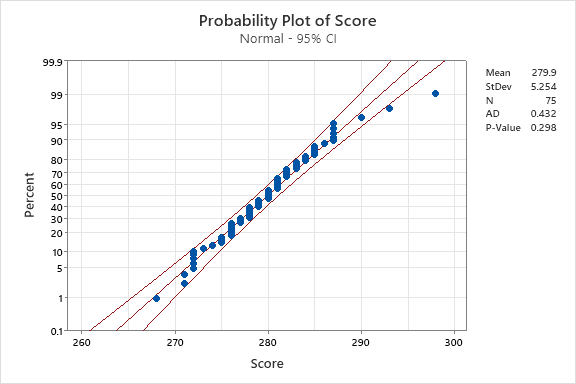 Probability Plot of Score
Normal - 95% CI
99.9
99
95
90
80
70
60
50
40
30
20
10
5
1
0.1
Percent
260 270 280 290 300
Score
Mean 279.9
StDev 5.254
N 75
AD 0.432
P-Value 0.298